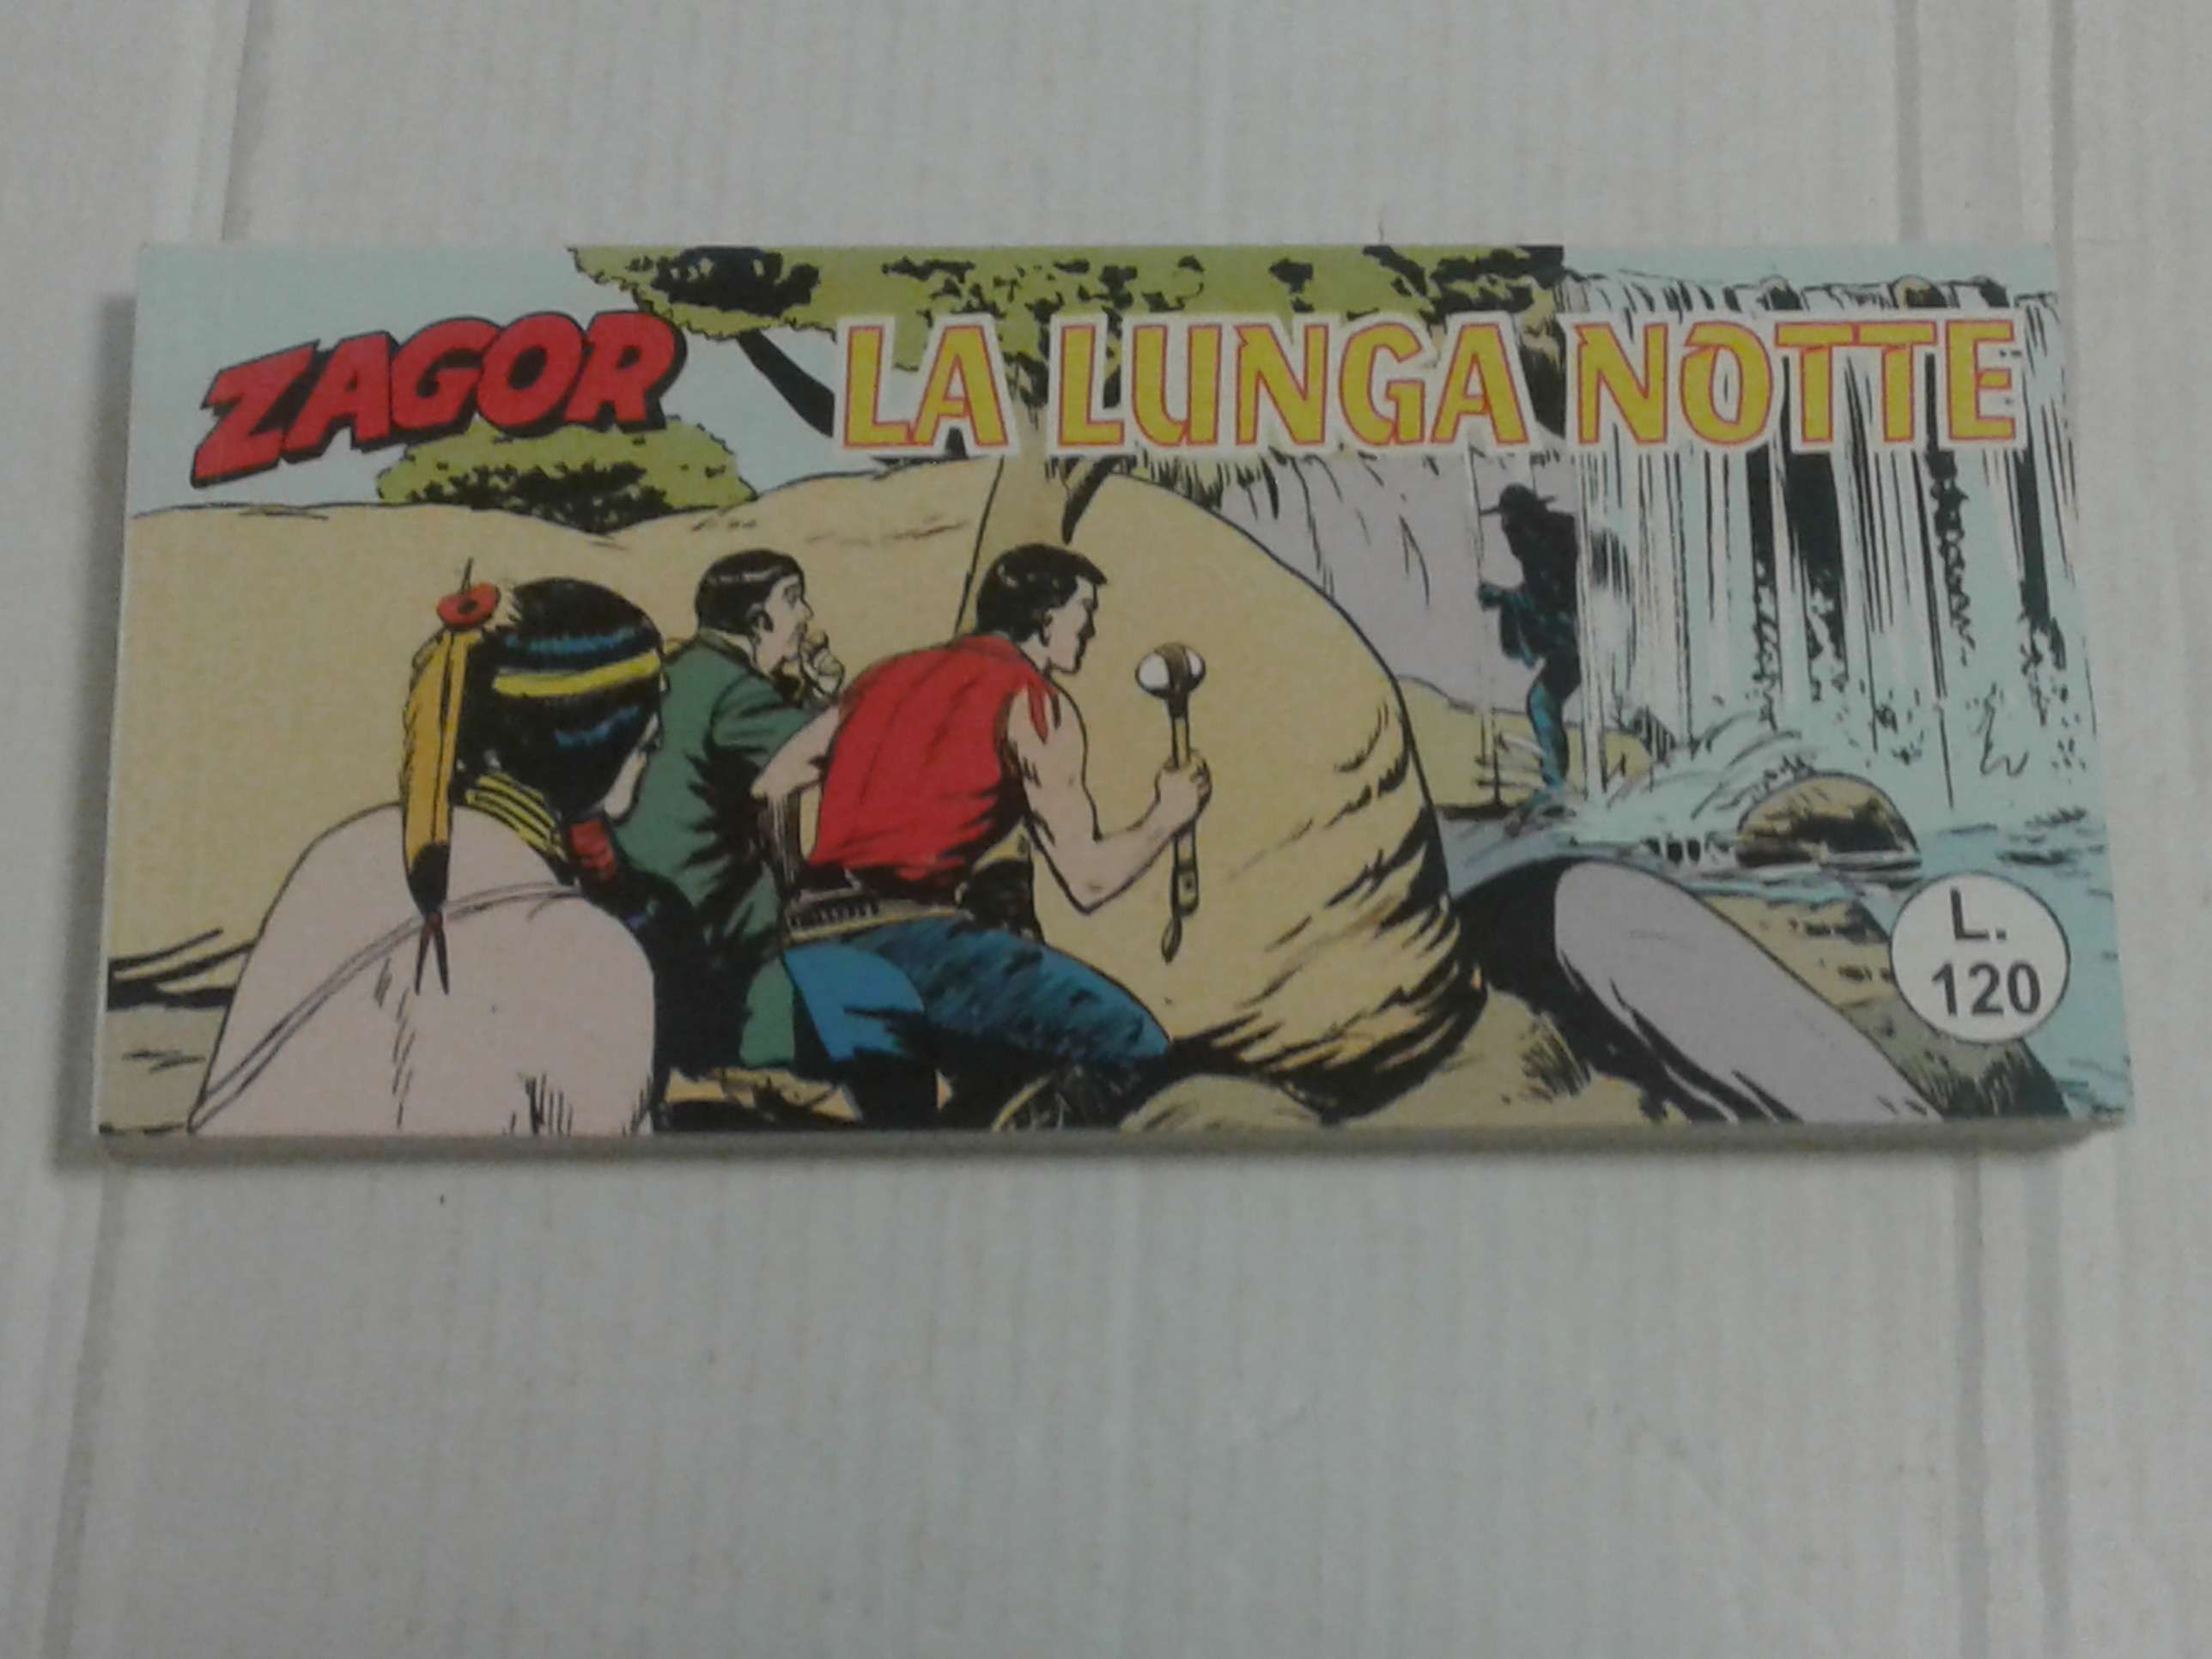 ZAGOR
LA LUNGA NOTTE
L.
120